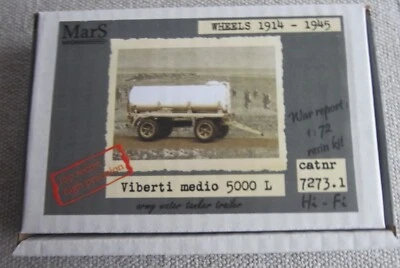 WHEELS 1914 - 1945
MarS
War report
1:72
resin kit
Viberti medio 5000 L
catnr
7273.1
Hi - Fi
army water tanker trailer